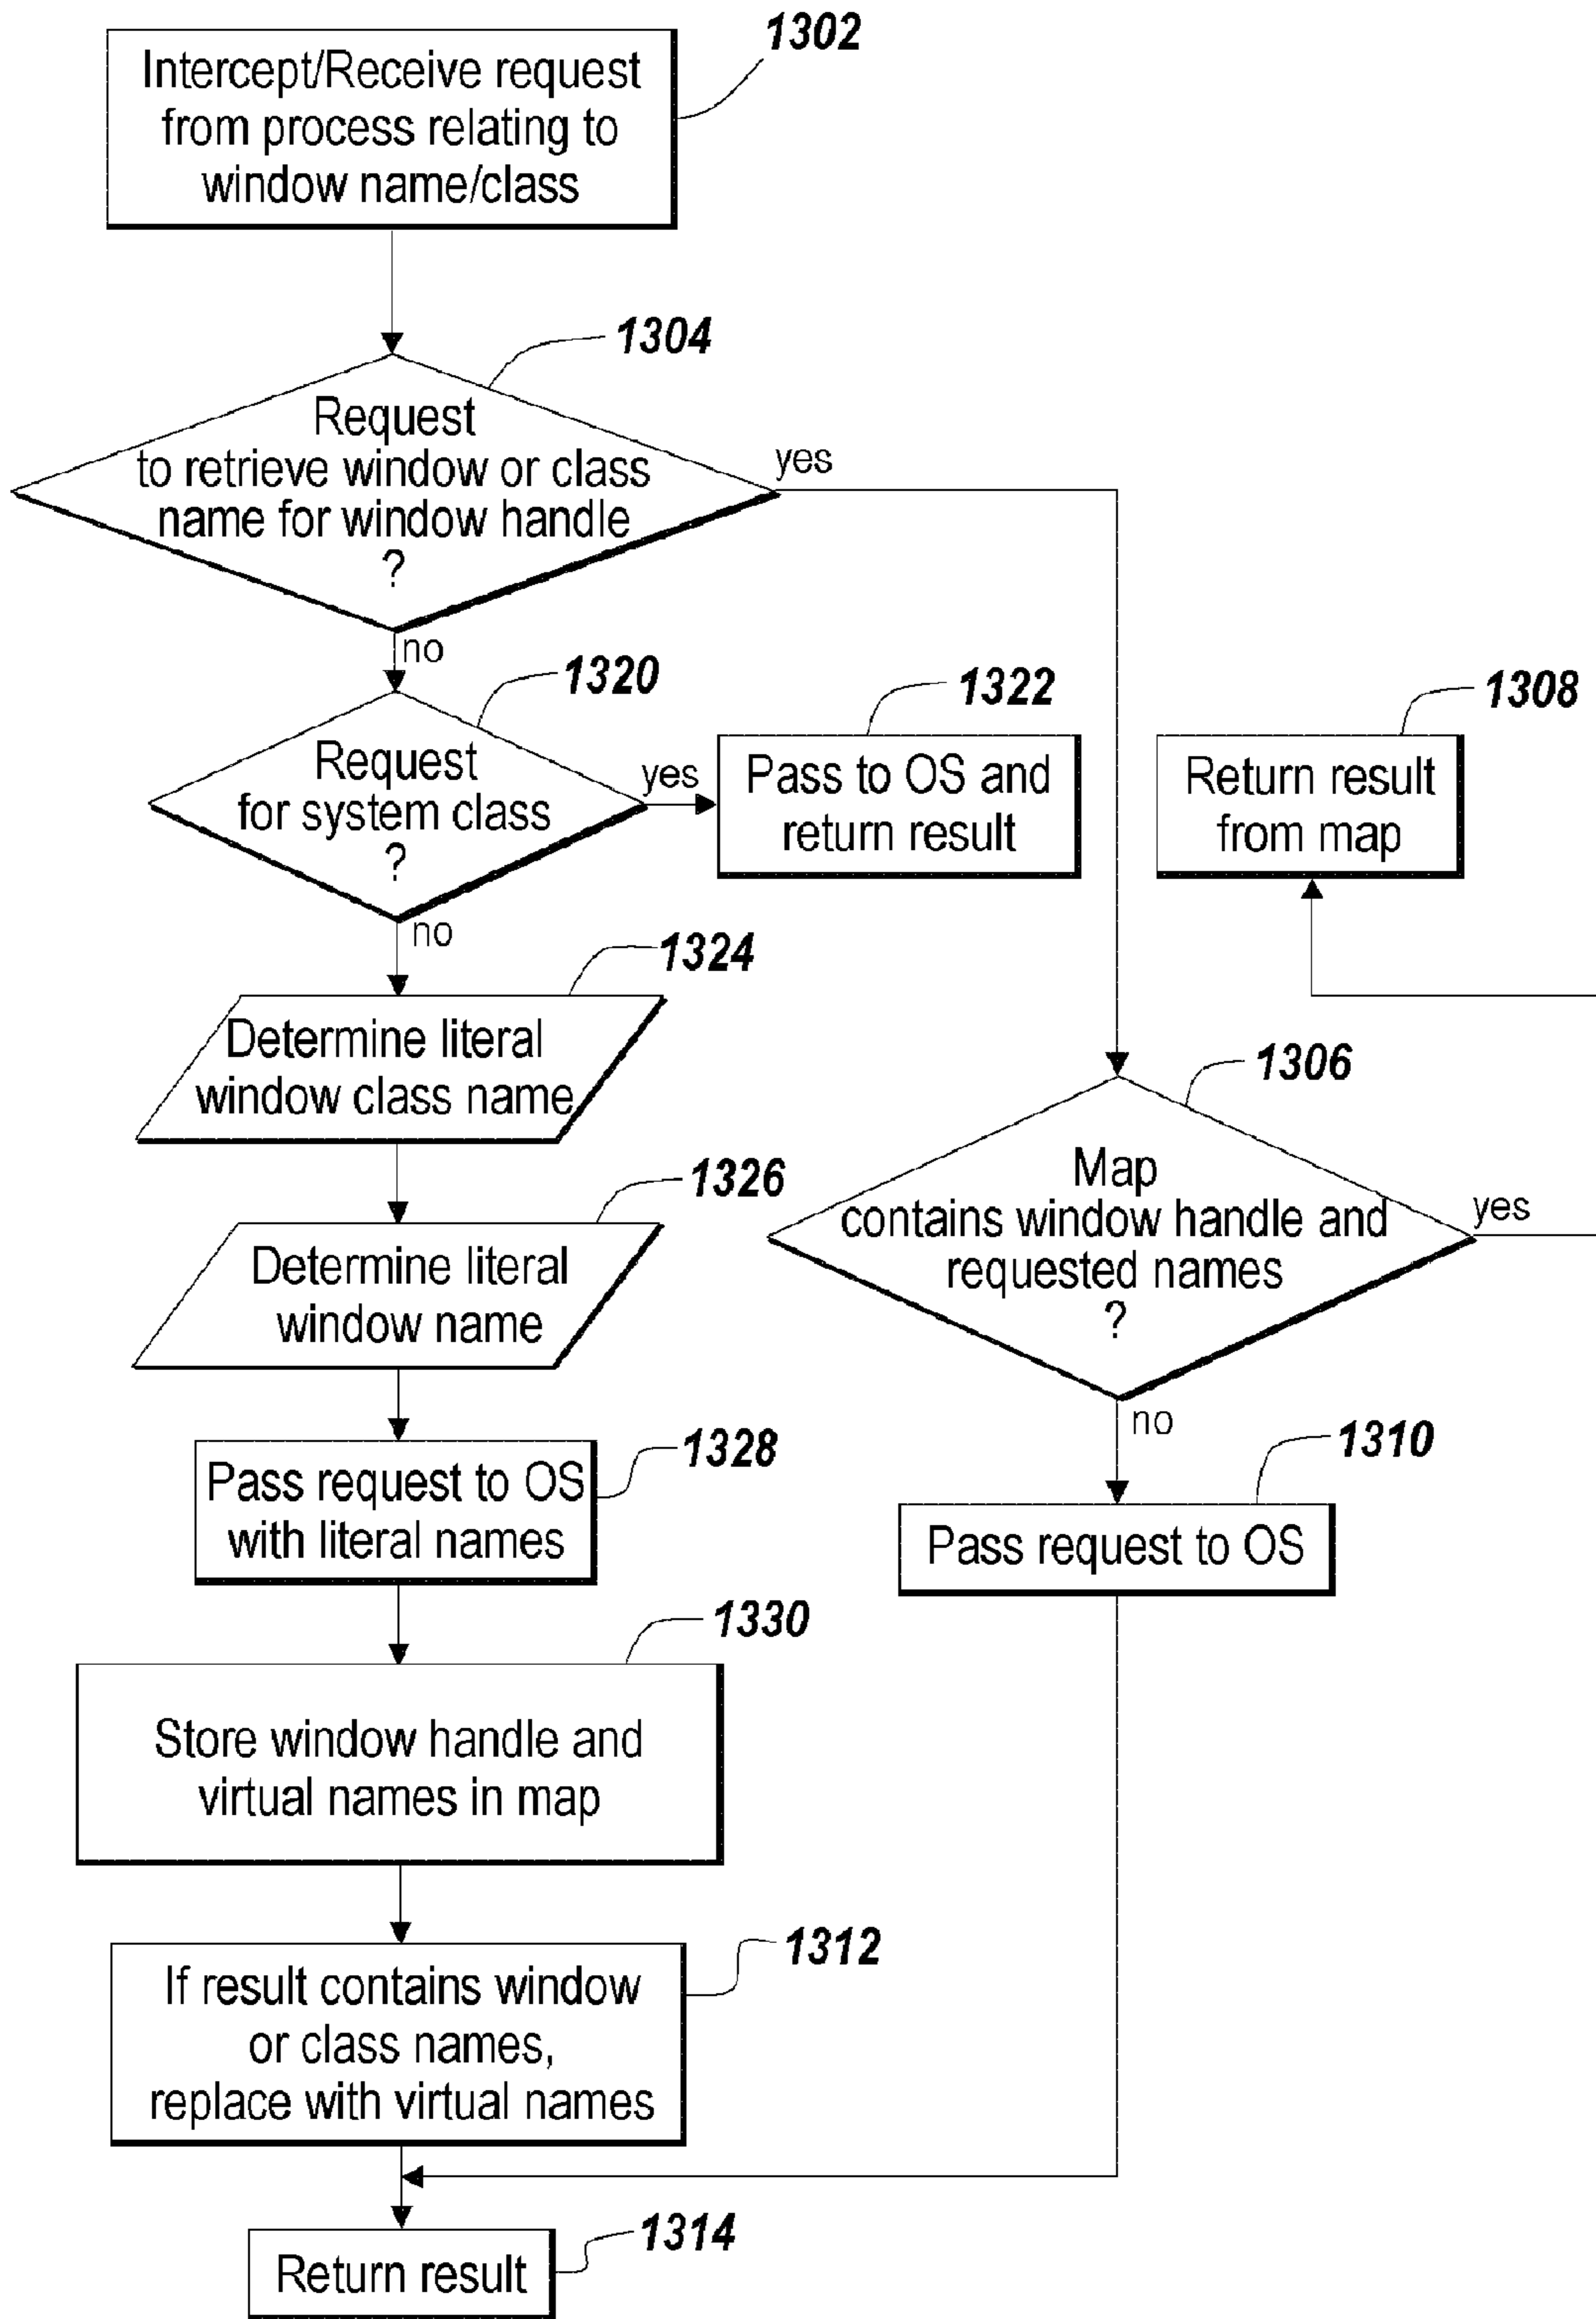 1302
Intercept/Receive request
from process relating to
window name/class
1304
Request
to retrieve window or class
name for window handle
?
yes
no
1320
Request
for system class
?
yes
no
1322
Pass to OS and
return result
1308
Return result
from map
1324
Determine literal
window class name
1306
Map
contains window handle and
requested names
?
yes
no
1326
Determine literal
window name
1328
Pass request to OS
with literal names
1310
Pass request to OS
1330
Store window handle and
virtual names in map
1312
If result contains window
or class names,
replace with virtual names
1314
Return result